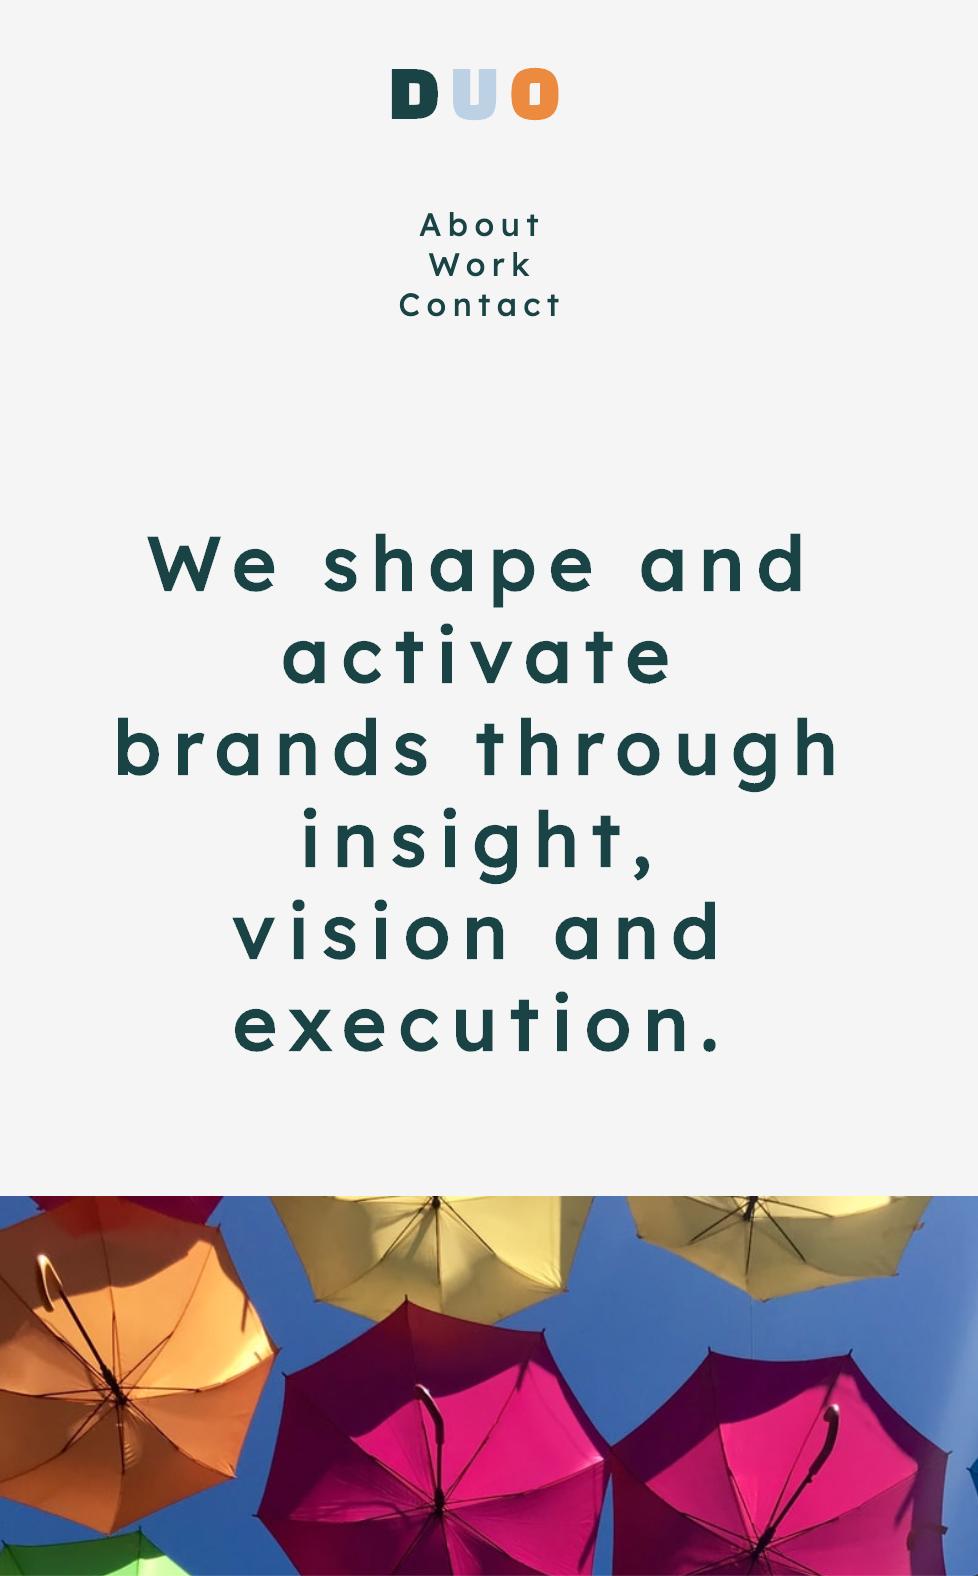 DUO
About
Work
Contact
We shape and
activate
brands through
insight,
vision and
execution.